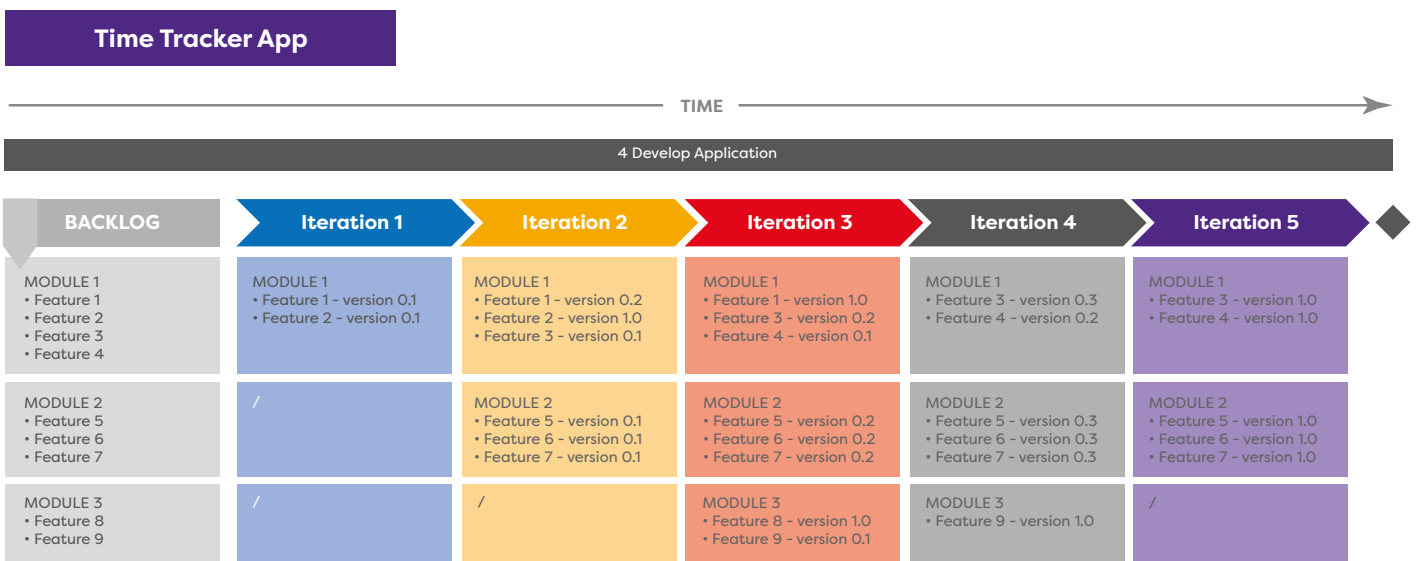 Time Tracker App
TIME
4 Develop Application
BACKLOG
Iteration 1
Iteration 2
Iteration 3
Iteration 4
Iteration 5
MODULE 1
• Feature 1
• Feature 2
• Feature 3
• Feature 4
MODULE 1
• Feature 1 - version 0.1
• Feature 2 - version 0.1
MODULE 1
• Feature 1 - version 0.2
• Feature 2 - version 1.0
• Feature 3 - version 0.1
MODULE 1
• Feature 1 - version 1.0
• Feature 3 - version 0.2
• Feature 4 - version 0.1
MODULE 1
• Feature 3 - version 0.3
• Feature 4 - version 0.2
MODULE 1
• Feature 3 - version 1.0
• Feature 4 - version 1.0
MODULE 2
• Feature 5
• Feature 6
• Feature 7
/
MODULE 2
• Feature 5 - version 0.1
• Feature 6 - version 0.1
• Feature 7 - version 0.1
MODULE 2
• Feature 5 - version 0.2
• Feature 6 - version 0.2
• Feature 7 - version 0.2
MODULE 2
• Feature 5 - version 0.3
• Feature 6 - version 0.3
• Feature 7 - version 0.3
MODULE 2
• Feature 5 - version 1.0
• Feature 6 - version 1.0
• Feature 7 - version 1.0
MODULE 3
• Feature 8
• Feature 9
/
/
MODULE 3
• Feature 8 - version 1.0
• Feature 9 - version 0.1
MODULE 3
• Feature 9 - version 1.0
/